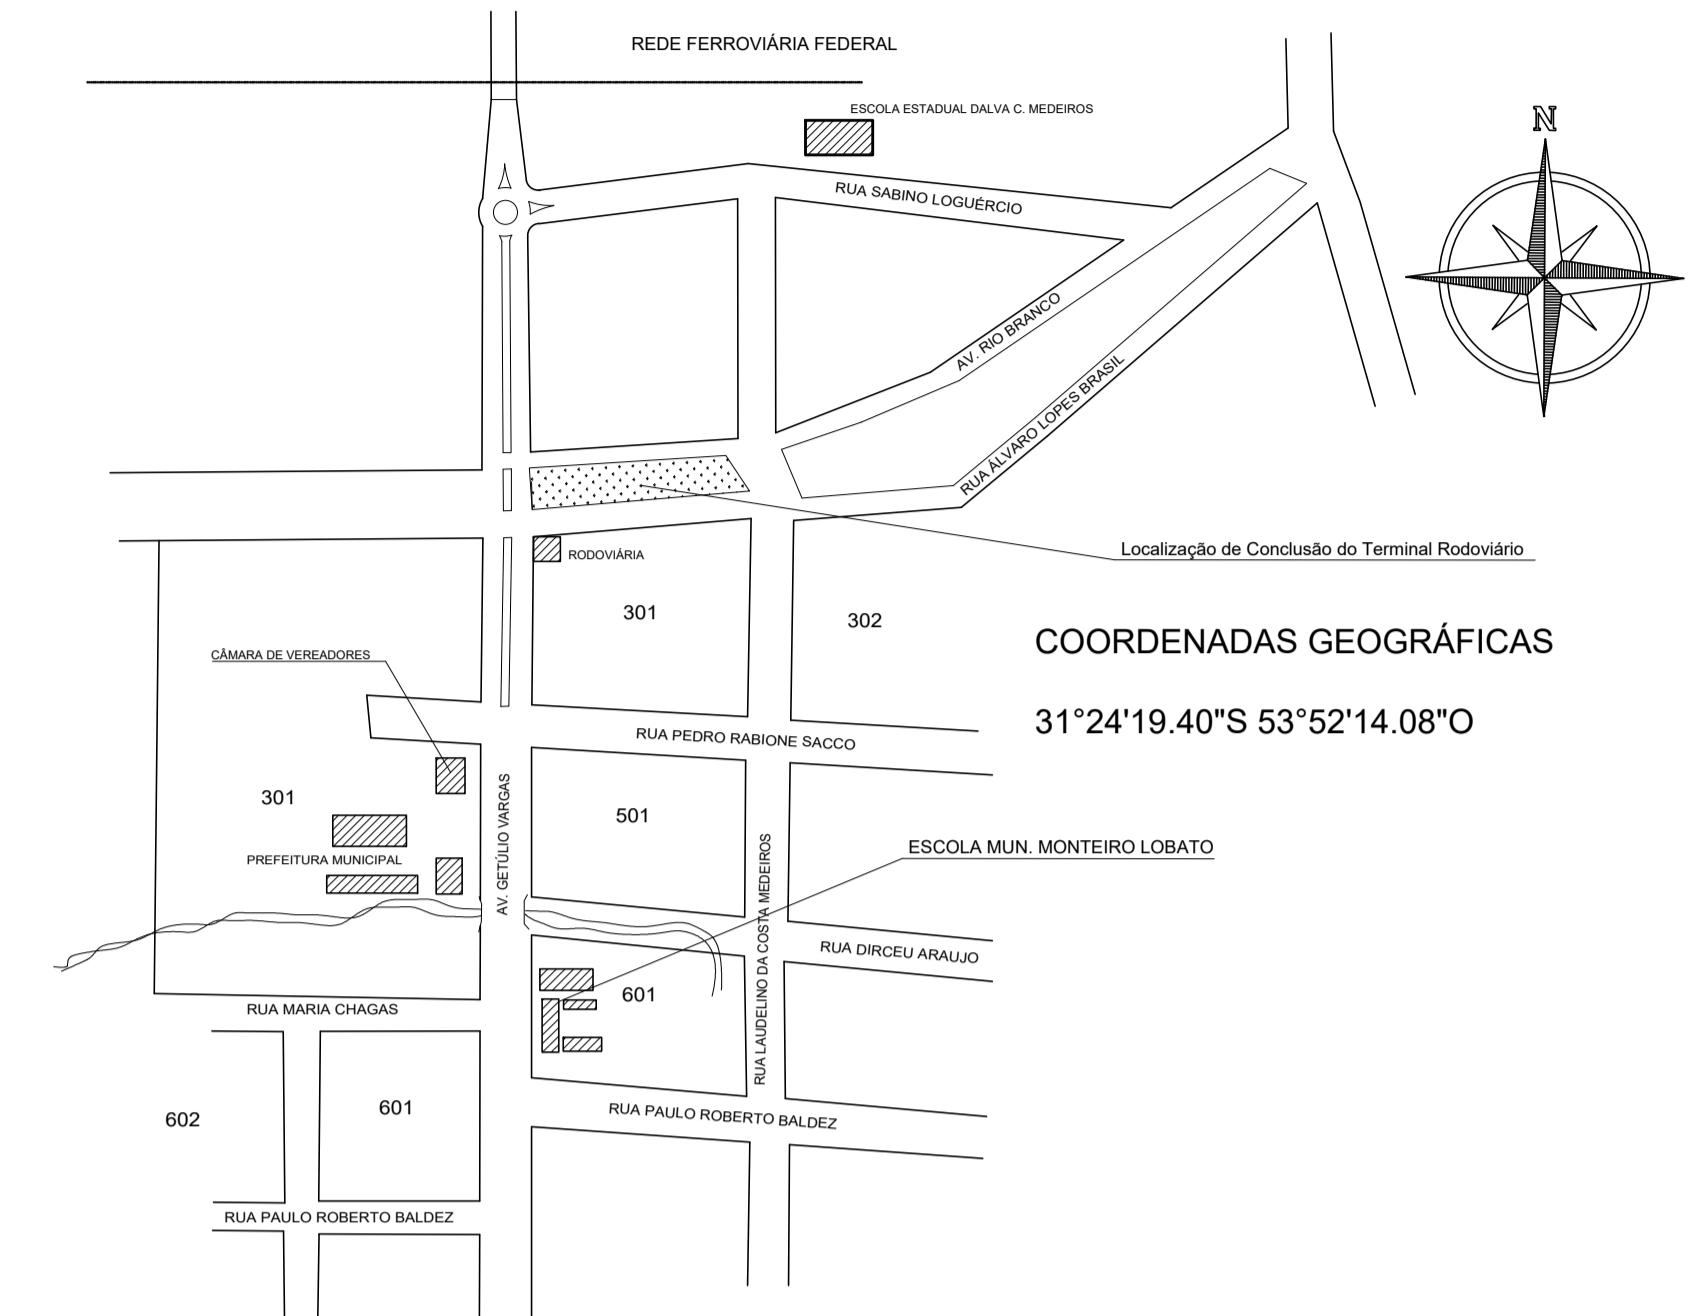 REDE FERROVIÁRIA FEDERAL
ESCOLA ESTADUAL DALVA C. MEDEIROS
N
RUA SABINO LOGUÉRCIO
AV. RIO BRANCO
RUA ÁLVARO LOPES BRASIL
Localização de Conclusão do Terminal Rodoviário
RODOVIÁRIA
301
302
COORDENADAS GEOGRÁFICAS
CÂMARA DE VEREADORES
31°24'19.40"S 53°52'14.08"O
RUA PEDRO RABIONE SACCO
301
501
AV. GETÚLIO VARGAS
ESCOLA MUN. MONTEIRO LOBATO
PREFEITURA MUNICIPAL
RUA LAUDELINO DA COSTA MEDEIROS
RUA DIRCEU ARAUJO
601
RUA MARIA CHAGAS
602
601
RUA PAULO ROBERTO BALDEZ
RUA PAULO ROBERTO BALDEZ